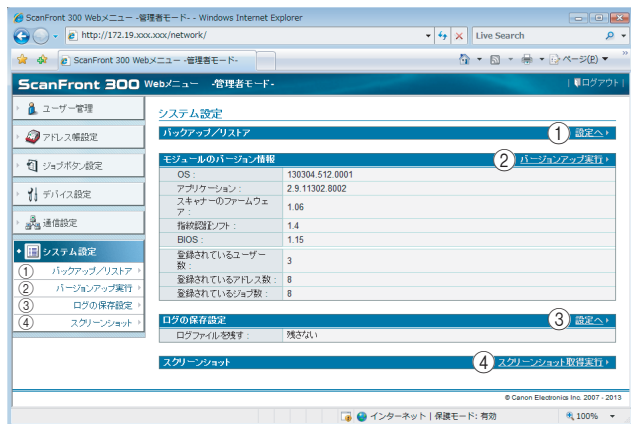 ScanFront 300 Webメニュー -管理者モード- - Windows Internet Explorer
http://172.19.xxx.xxx/network/
Live Search
ScanFront 300 Webメニュー -管理者モード-
ページ(P)
ScanFront 300 Webメニュー -管理者モード-
ログアウト
ユーザー管理
アドレス帳設定
ジョブボタン設定
デバイス設定
通信設定
システム設定
① バックアップ/リストア
② バージョンアップ実行
③ ログの保存設定
④ スクリーンショット
システム設定
バックアップ/リストア ① 設定へ
モジュールのバージョン情報 ② バージョンアップ実行
OS : 130304.512.0001
アプリケーション : 2.9.11302.8002
スキャナーのファームウェ
ア : 1.06
指紋認証ソフト : 1.4
BIOS : 1.15
登録されているユーザー
数 : 3
登録されているアドレス数 : 8
登録されているジョブ数 : 8
ログの保存設定 ③ 設定へ
ログファイルを残す : 残さない
スクリーンショット ④ スクリーンショット取得実行
© Canon Electronics Inc. 2007 - 2013
インターネット | 保護モード: 有効 100%